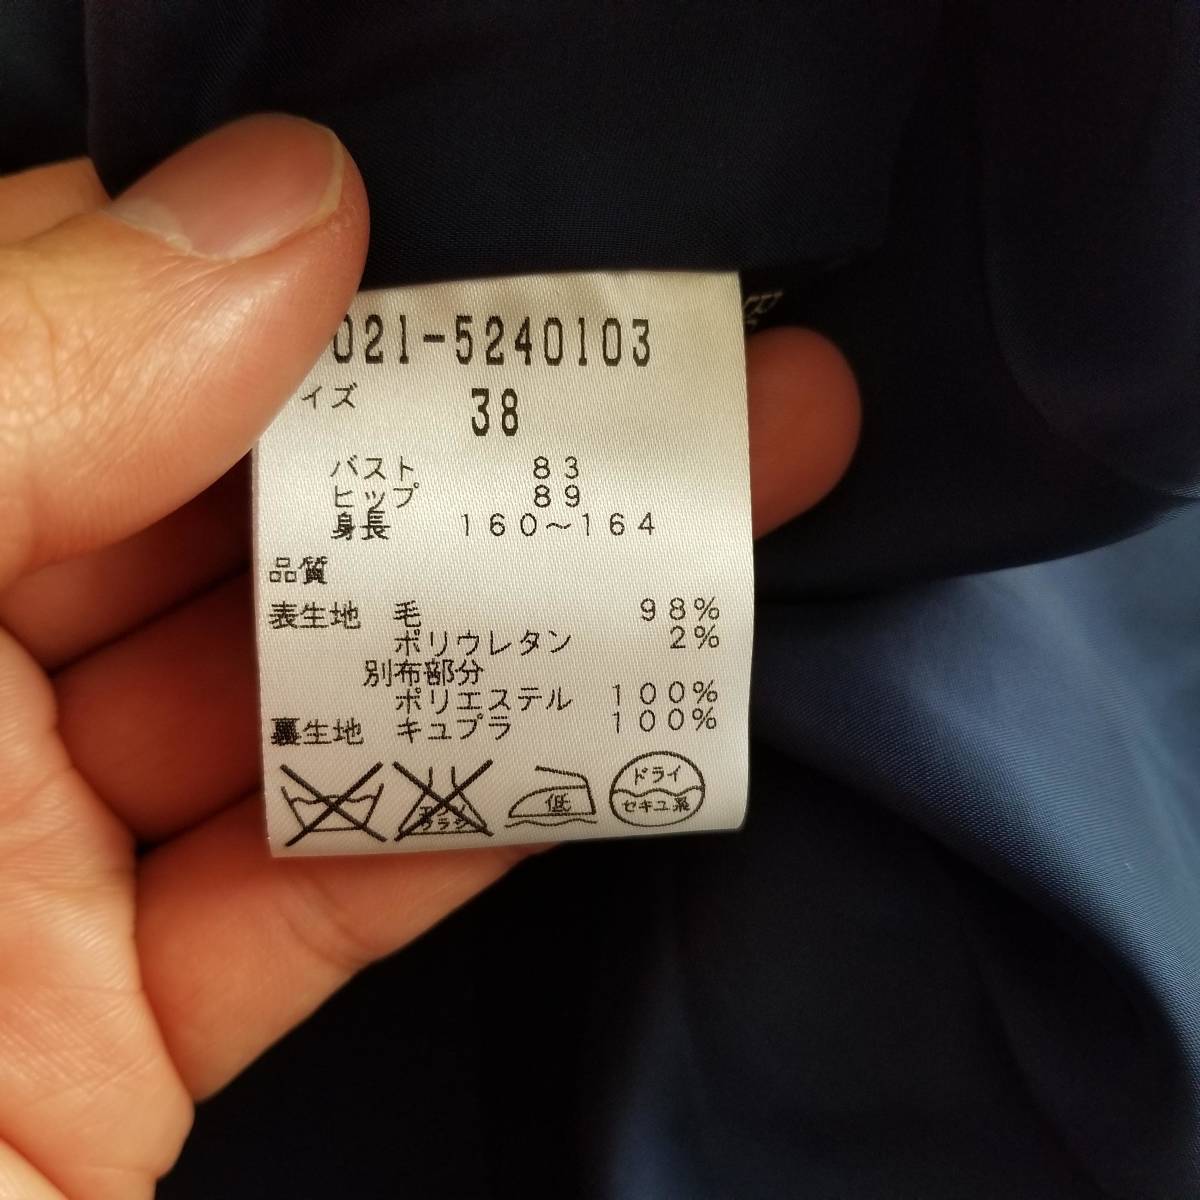 021-5240103
イズ 38
バスト 83
ヒップ 89
身長 160～164
品質
表生地 毛 98%
ポリウレタン 2%
別布部分
ポリエステル 100%
裏生地 キュプラ 100%
低
ドライ
セキユ系